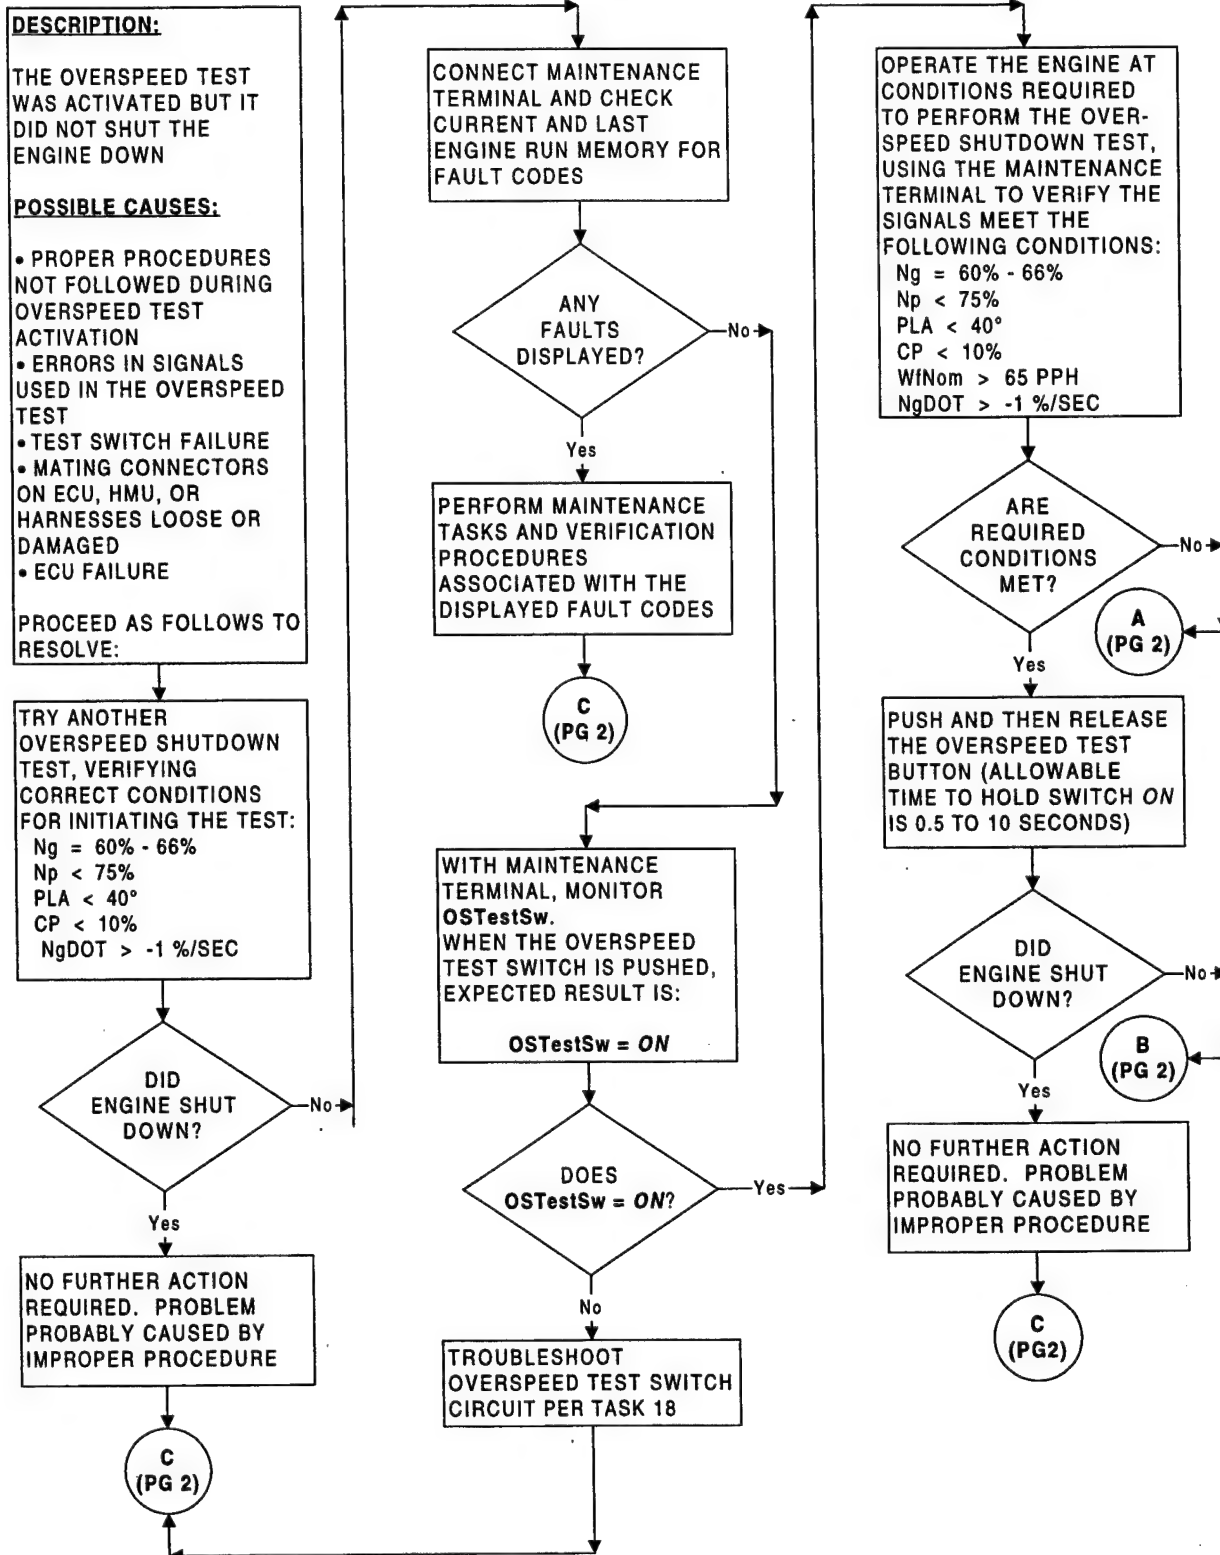 DESCRIPTION:
THE OVERSPEED TEST
WAS ACTIVATED BUT IT
DID NOT SHUT THE
ENGINE DOWN
POSSIBLE CAUSES:
• PROPER PROCEDURES
NOT FOLLOWED DURING
OVERSPEED TEST
ACTIVATION
• ERRORS IN SIGNALS
USED IN THE OVERSPEED
TEST
• TEST SWITCH FAILURE
• MATING CONNECTORS
ON ECU, HMU, OR
HARNESSES LOOSE OR
DAMAGED
• ECU FAILURE
PROCEED AS FOLLOWS TO
RESOLVE:
TRY ANOTHER
OVERSPEED SHUTDOWN
TEST, VERIFYING
CORRECT CONDITIONS
FOR INITIATING THE TEST:
Ng = 60% - 66%
Np < 75%
PLA < 40°
CP < 10%
NgDOT > -1 %/SEC
DID
ENGINE SHUT
DOWN?
No
Yes
NO FURTHER ACTION
REQUIRED. PROBLEM
PROBABLY CAUSED BY
IMPROPER PROCEDURE
C
(PG 2)
CONNECT MAINTENANCE
TERMINAL AND CHECK
CURRENT AND LAST
ENGINE RUN MEMORY FOR
FAULT CODES
ANY
FAULTS
DISPLAYED?
No
Yes
PERFORM MAINTENANCE
TASKS AND VERIFICATION
PROCEDURES
ASSOCIATED WITH THE
DISPLAYED FAULT CODES
C
(PG 2)
WITH MAINTENANCE
TERMINAL, MONITOR
OSTestSw.
WHEN THE OVERSPEED
TEST SWITCH IS PUSHED,
EXPECTED RESULT IS:
OSTestSw = ON
DOES
OSTestSw = ON?
Yes
No
TROUBLESHOOT
OVERSPEED TEST SWITCH
CIRCUIT PER TASK 18
OPERATE THE ENGINE AT
CONDITIONS REQUIRED
TO PERFORM THE OVER-
SPEED SHUTDOWN TEST,
USING THE MAINTENANCE
TERMINAL TO VERIFY THE
SIGNALS MEET THE
FOLLOWING CONDITIONS:
Ng = 60% - 66%
Np < 75%
PLA < 40°
CP < 10%
WfNom > 65 PPH
NgDOT > -1 %/SEC
ARE
REQUIRED
CONDITIONS
MET?
No
A
(PG 2)
Yes
PUSH AND THEN RELEASE
THE OVERSPEED TEST
BUTTON (ALLOWABLE
TIME TO HOLD SWITCH ON
IS 0.5 TO 10 SECONDS)
DID
ENGINE SHUT
DOWN?
No
B
(PG 2)
Yes
NO FURTHER ACTION
REQUIRED. PROBLEM
PROBABLY CAUSED BY
IMPROPER PROCEDURE
C
(PG2)